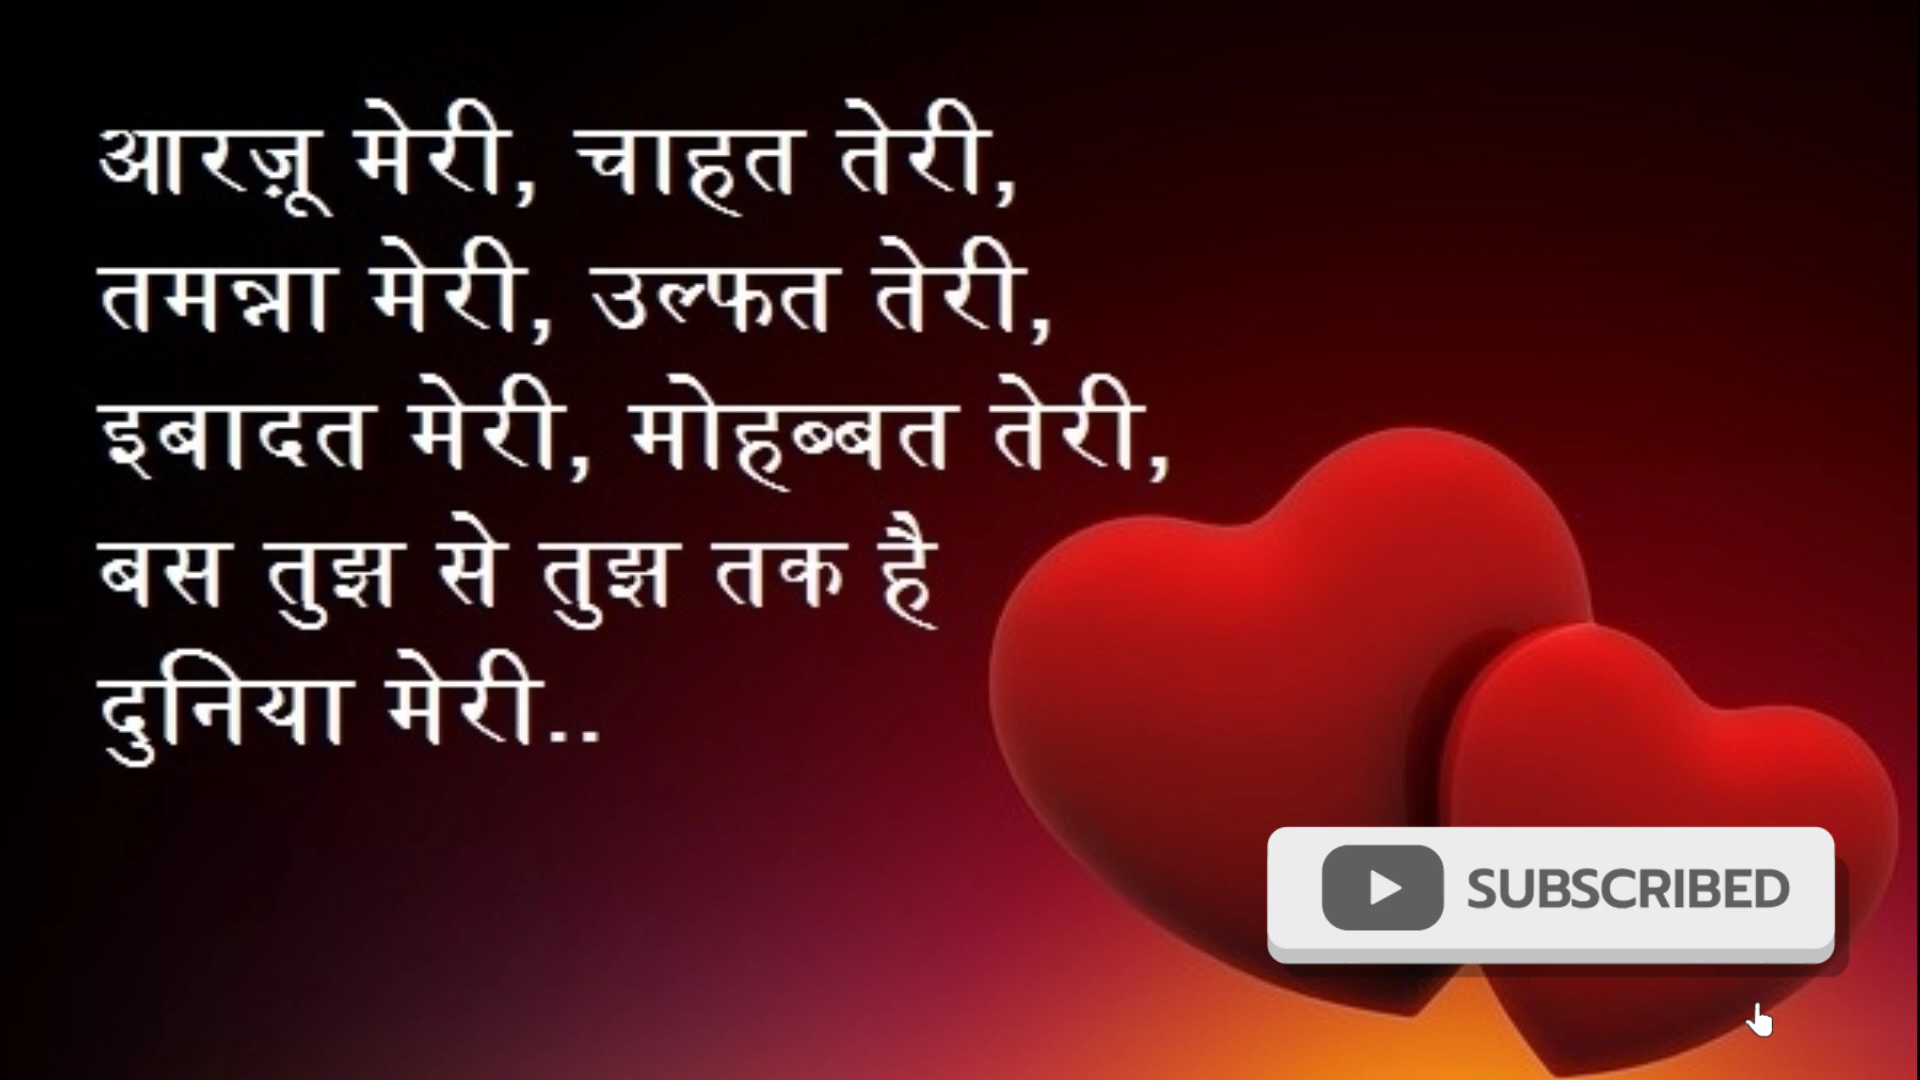 आरज़ू मेरी, चाहत तेरी,
तमन्ना मेरी, उल्फत तेरी,
इबादत मेरी, मोहब्बत तेरी,
बस तुझ से तुझ तक है
दुनिया मेरी..
SUBSCRIBED